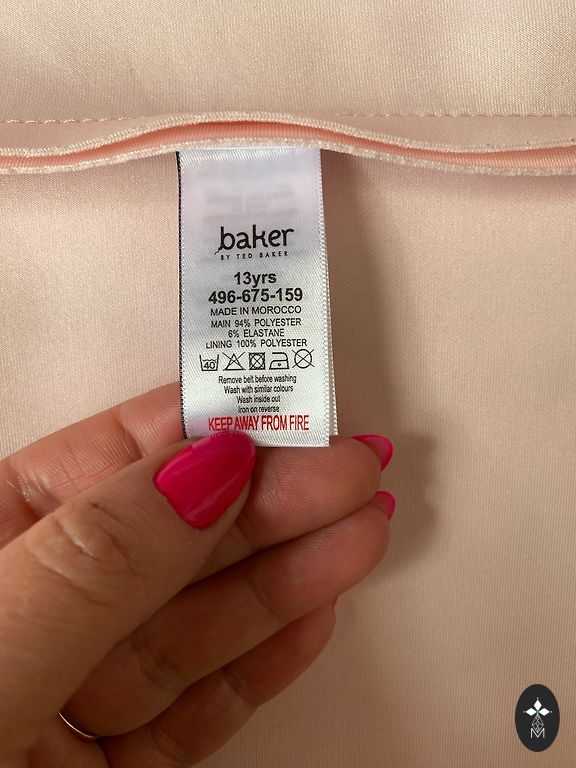 baker
BY TED BAKER
13yrs
496-675-159
MADE IN MOROCCO
MAIN 94% POLYESTER
6% ELASTANE
LINING 100% POLYESTER
40
Remove belt before washing
Wash with similar colours
Wash inside out
Iron on reverse
KEEP AWAY FROM FIRE
M